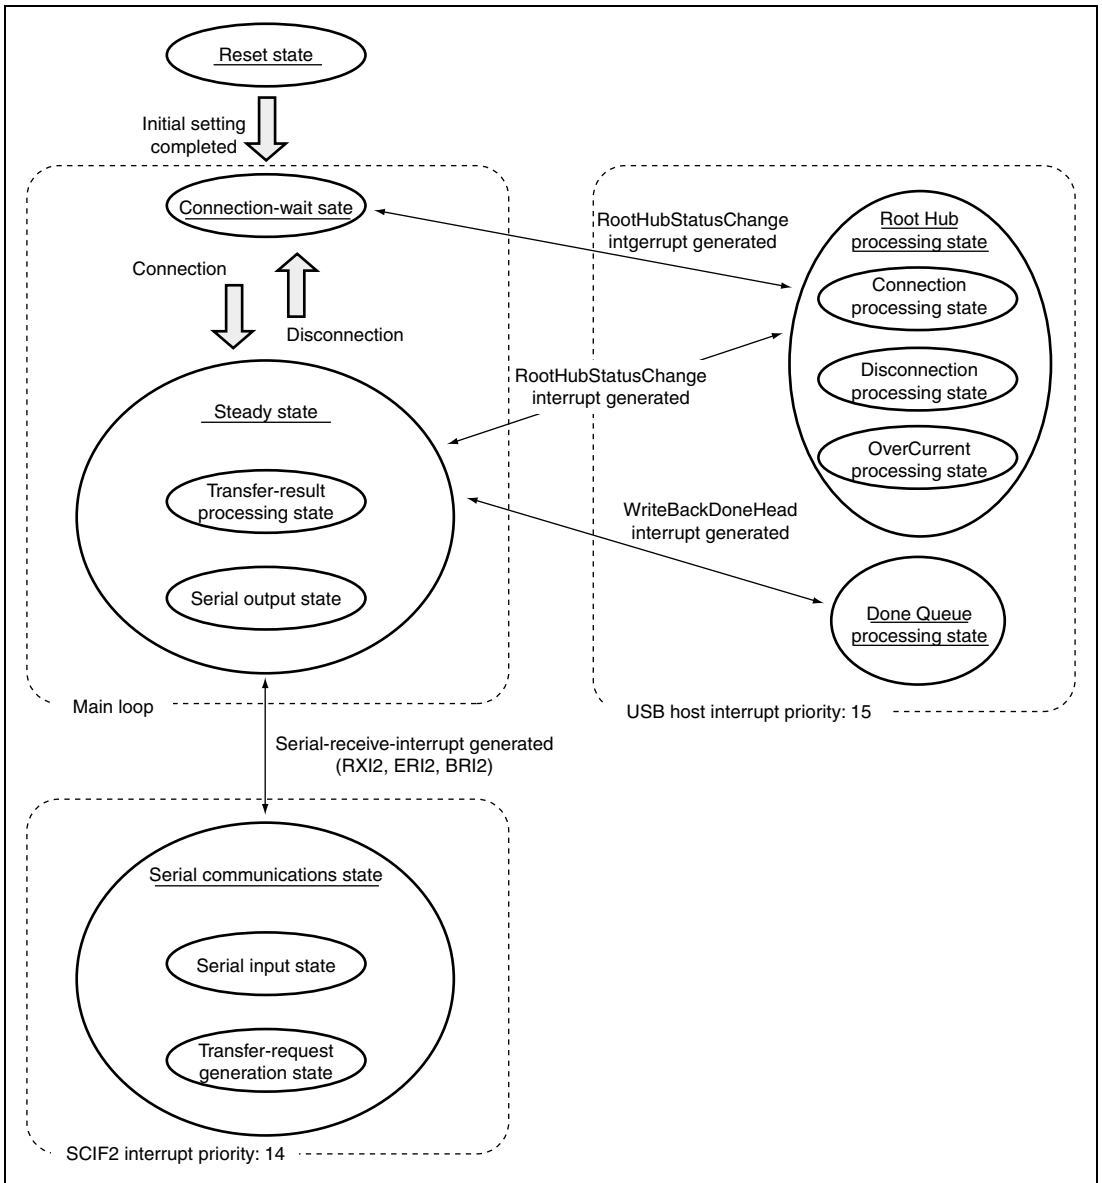 Reset state
Initial setting
completed
Connection-wait sate
Connection
Disconnection
RootHubStatusChange
intgerrupt generated
Root Hub
processing state
Connection
processing state
Disconnection
processing state
OverCurrent
processing state
RootHubStatusChange
interrupt generated
Steady state
Transfer-result
processing state
Serial output state
WriteBackDoneHead
interrupt generated
Done Queue
processing state
Main loop
USB host interrupt priority: 15
Serial-receive-interrupt generated
(RXI2, ERI2, BRI2)
Serial communications state
Serial input state
Transfer-request
generation state
SCIF2 interrupt priority: 14